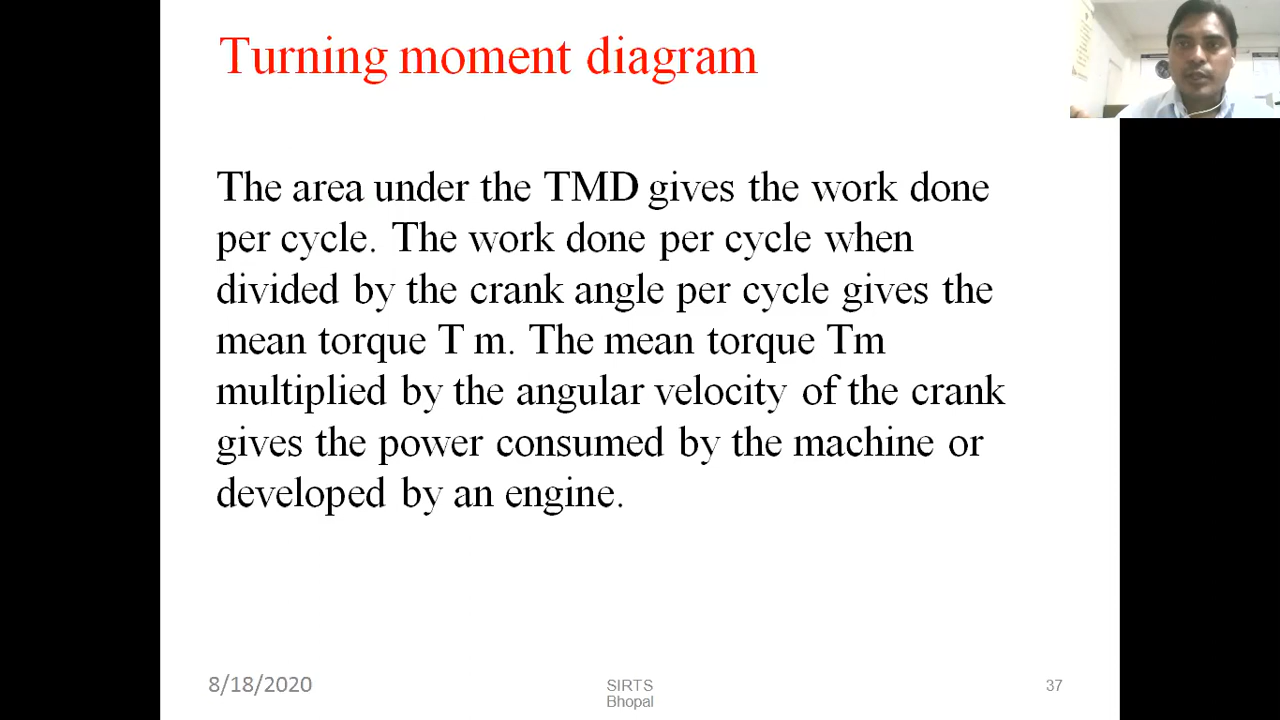 Turning moment diagram
The area under the TMD gives the work done
per cycle. The work done per cycle when
divided by the crank angle per cycle gives the
mean torque T m. The mean torque Tm
multiplied by the angular velocity of the crank
gives the power consumed by the machine or
developed by an engine.
8/18/2020
SIRTS
Bhopal
37